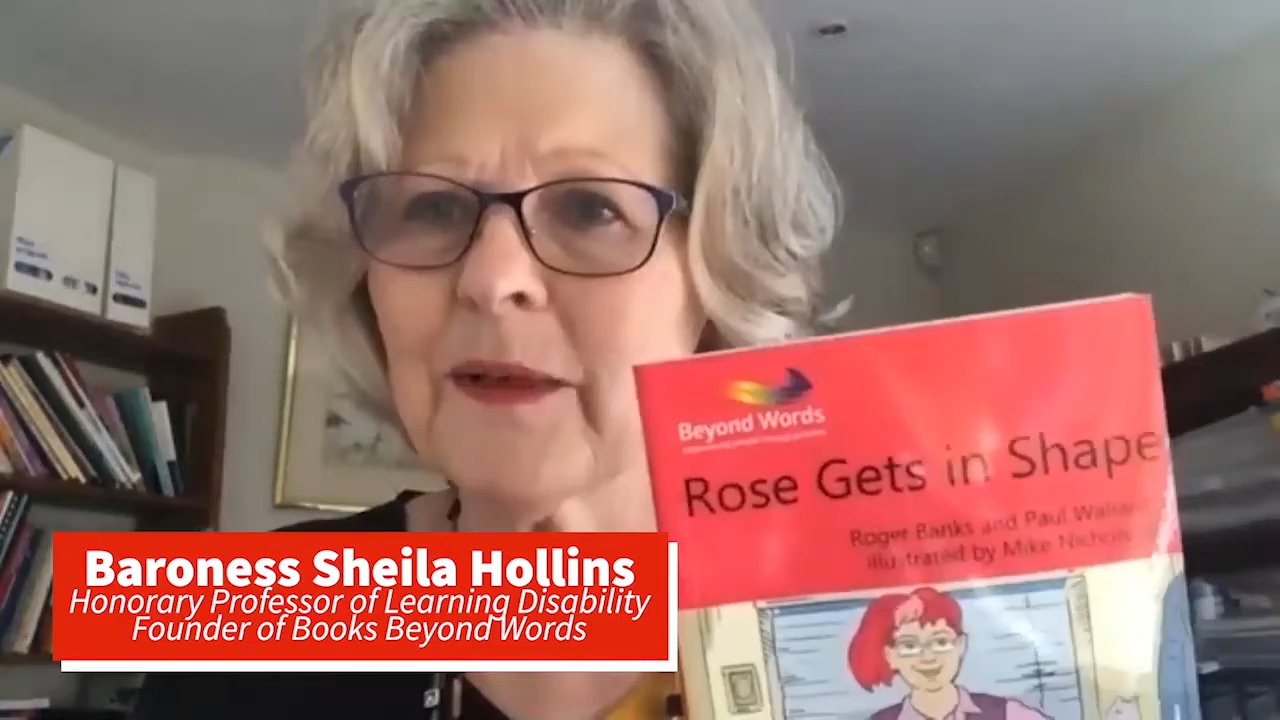 Beyond Words
Rose Gets in Shape
Roger Banks and Paul
illustrated by Mike Nichols
Baroness Sheila Hollins
Honorary Professor of Learning Disability
Founder of Books Beyond Words